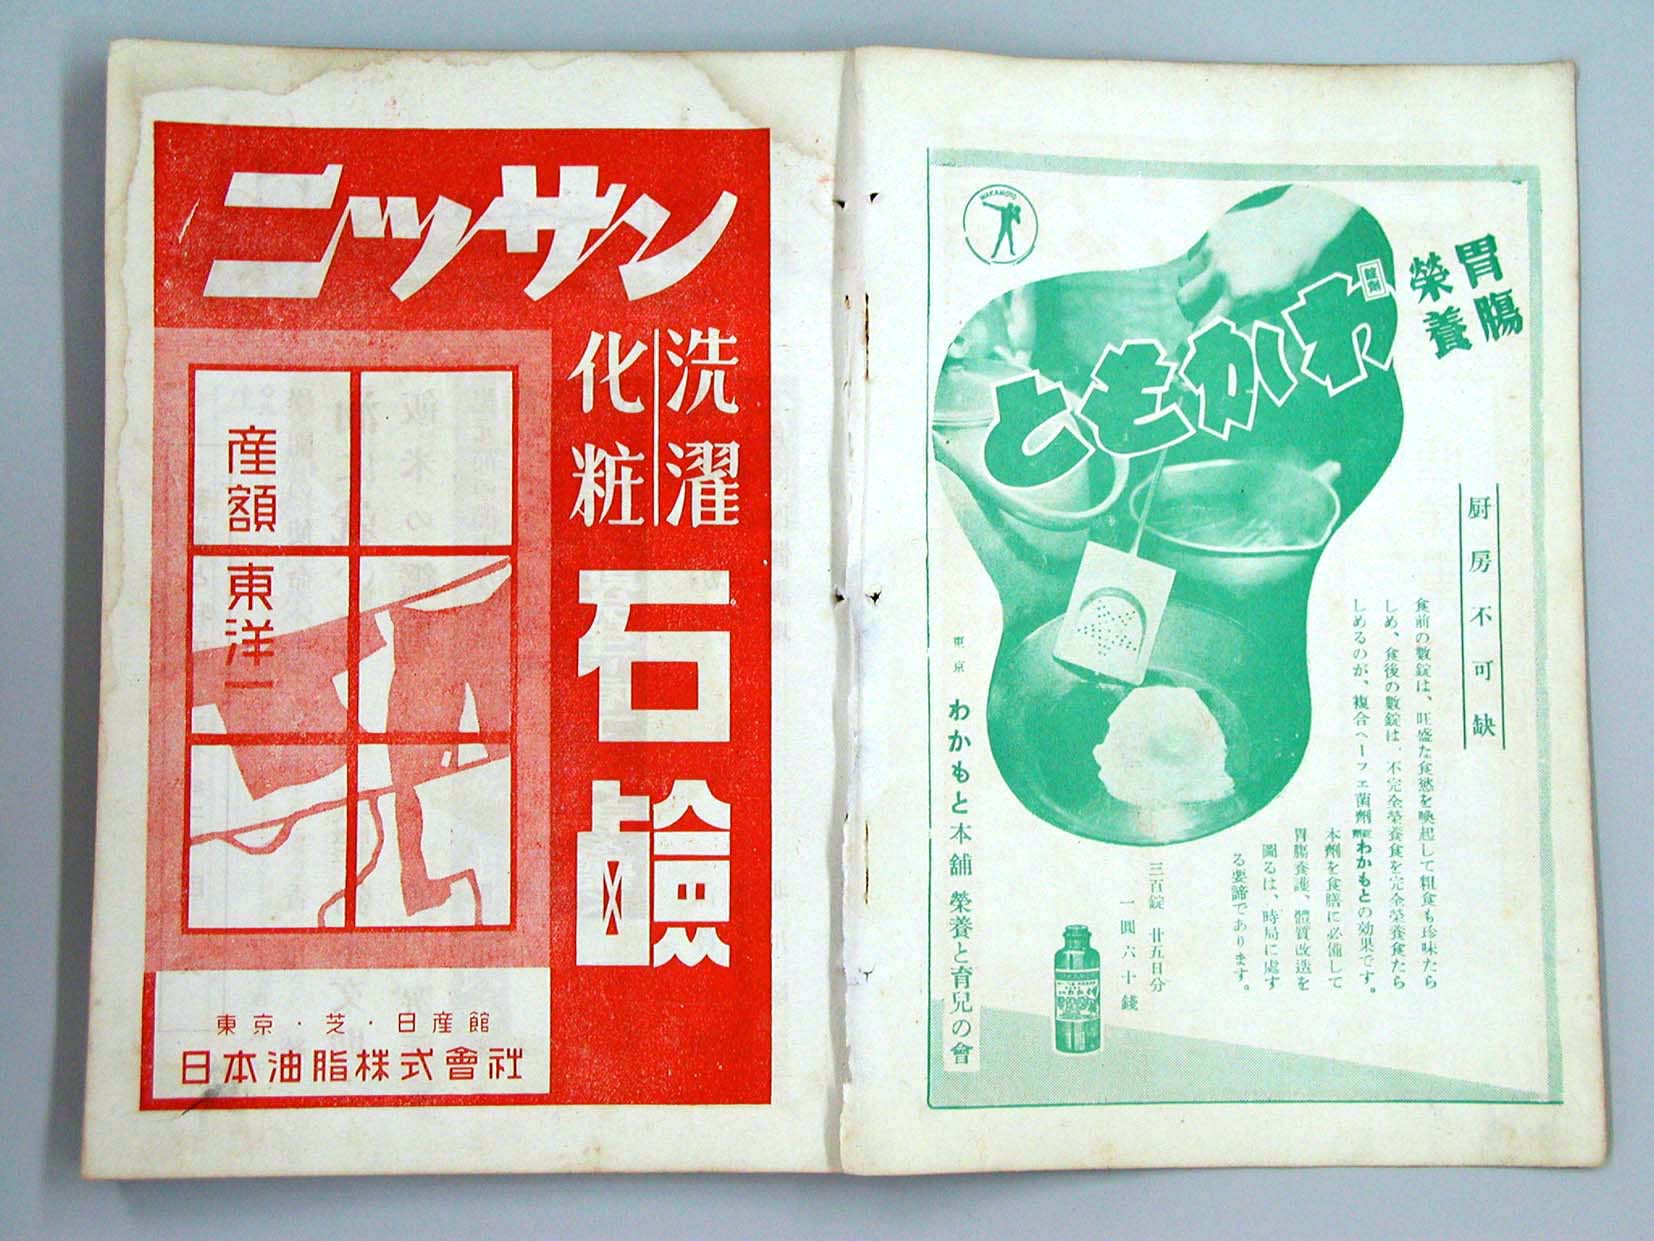 ニッサン
洗濯
化粧
石鹼
産額
東洋一
東京・芝・日産館
日本油脂株式會社
WAKAMOTO
胃腸
榮養
錠剤
わかもと
厨房不可缺
食前の數錠は、旺盛な食慾を喚起して粗食も珍味たら
しめ、食後の數錠は、不完全榮養食を完全榮養食たら
しめるのが、複合ヘーフェ菌劑わかもとの効果です。
本劑を食膳に必備して
胃腸養護、體質改造を
圖るは、時局に處す
る要諦であります。
三百錠 廿五日分
一圓六十錢
東京 わかもと本舗 榮養と育兒の會